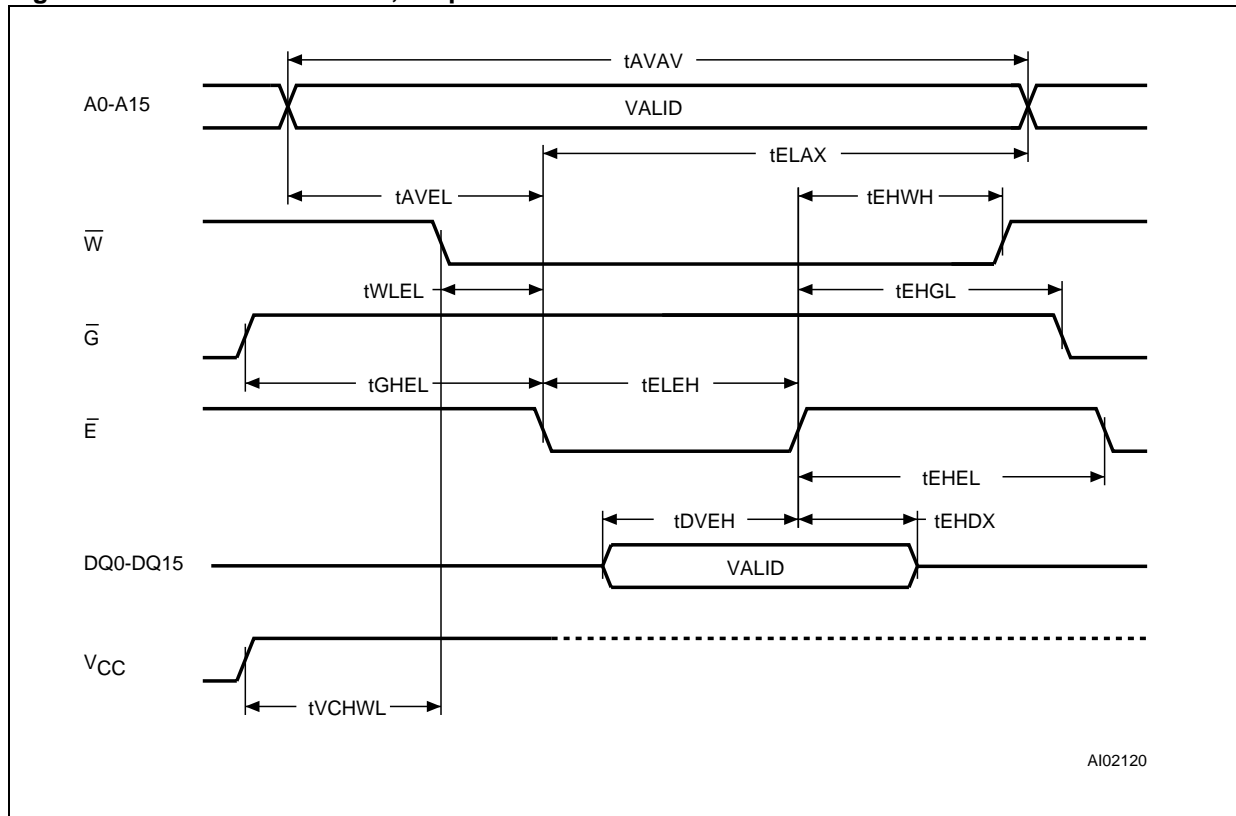 tAVAV
A0-A15
VALID
tELAX
tAVEL
tEHWH
W
tWLEL
tEHGL
G
tGHEL
tELEH
E
tEHEL
tDVEH
tEHDX
DQ0-DQ15
VALID
VCC
tVCHWL
AI02120